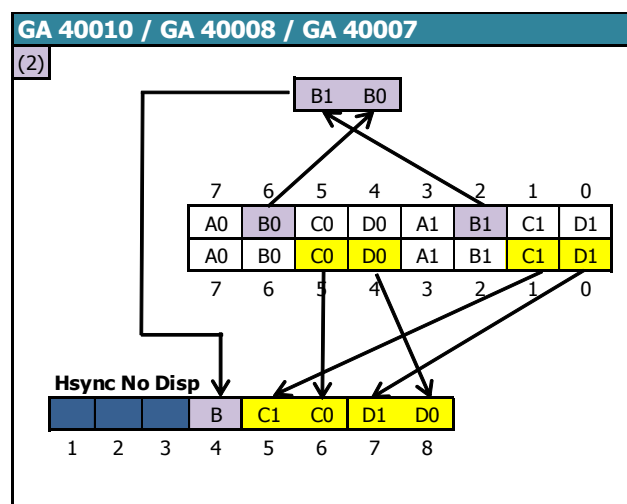 GA 40010 / GA 40008 / GA 40007
(2)
B1 B0
7 6 5 4 3 2 1 0
A0 B0 C0 D0 A1 B1 C1 D1
A0 B0 C0 D0 A1 B1 C1 D1
7 6 5 4 3 2 1 0
Hsync No Disp
B C1 C0 D1 D0
1 2 3 4 5 6 7 8